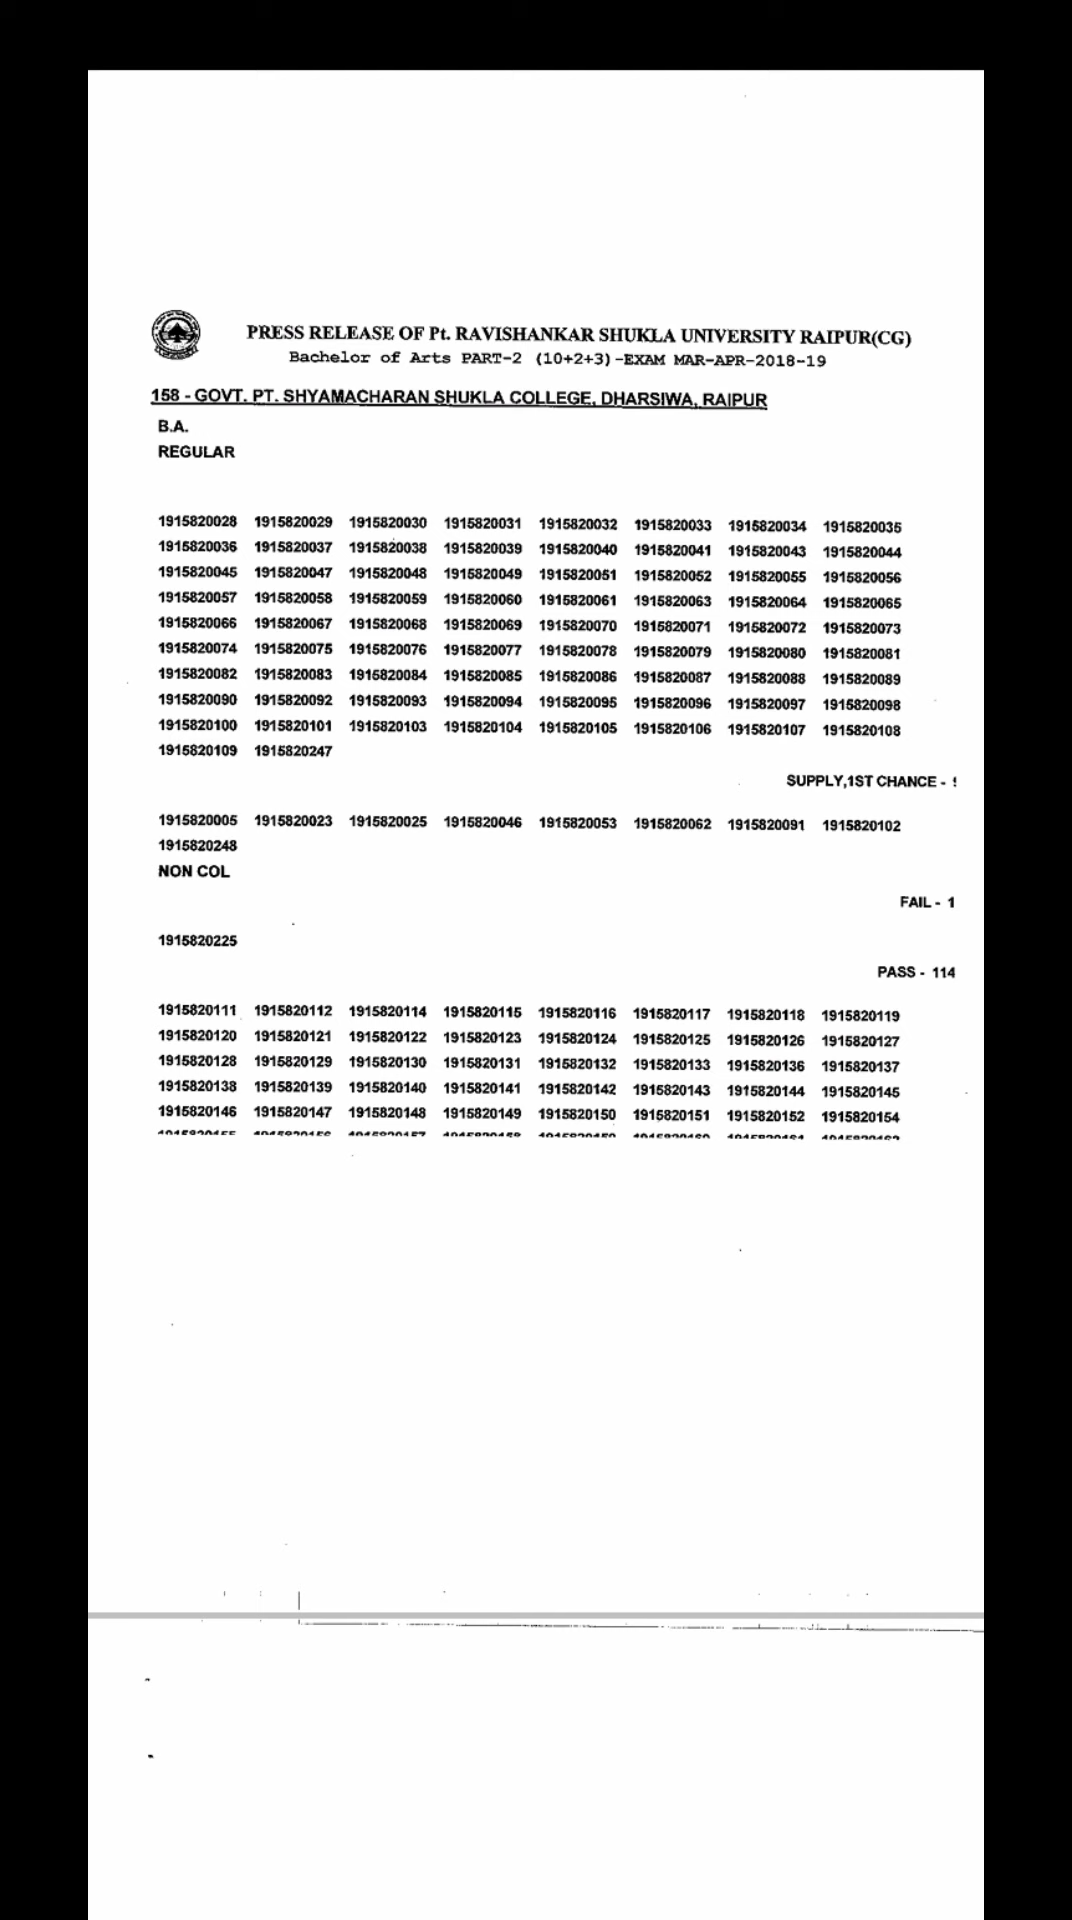 PRESS RELEASE OF Pt. RAVISHANKAR SHUKLA UNIVERSITY RAIPUR(CG)
Bachelor of Arts PART-2 (10+2+3)-EXAM MAR-APR-2018-19
158 - GOVT. PT. SHYAMACHARAN SHUKLA COLLEGE, DHARSIWA, RAIPUR
B.A.
REGULAR
1915820028 1915820029 1915820030 1915820031 1915820032 1915820033 1915820034 1915820035
1915820036 1915820037 1915820038 1915820039 1915820040 1915820041 1915820043 1915820044
1915820045 1915820047 1915820048 1915820049 1915820051 1915820052 1915820055 1915820056
1915820057 1915820058 1915820059 1915820060 1915820061 1915820063 1915820064 1915820065
1915820066 1915820067 1915820068 1915820069 1915820070 1915820071 1915820072 1915820073
1915820074 1915820075 1915820076 1915820077 1915820078 1915820079 1915820080 1915820081
1915820082 1915820083 1915820084 1915820085 1915820086 1915820087 1915820088 1915820089
1915820090 1915820092 1915820093 1915820094 1915820095 1915820096 1915820097 1915820098
1915820100 1915820101 1915820103 1915820104 1915820105 1915820106 1915820107 1915820108
1915820109 1915820247
SUPPLY,1ST CHANCE -
1915820005 1915820023 1915820025 1915820046 1915820053 1915820062 1915820091 1915820102
1915820248
NON COL
FAIL - 1
1915820225
PASS - 114
1915820111 1915820112 1915820114 1915820115 1915820116 1915820117 1915820118 1915820119
1915820120 1915820121 1915820122 1915820123 1915820124 1915820125 1915820126 1915820127
1915820128 1915820129 1915820130 1915820131 1915820132 1915820133 1915820136 1915820137
1915820138 1915820139 1915820140 1915820141 1915820142 1915820143 1915820144 1915820145
1915820146 1915820147 1915820148 1915820149 1915820150 1915820151 1915820152 1915820154